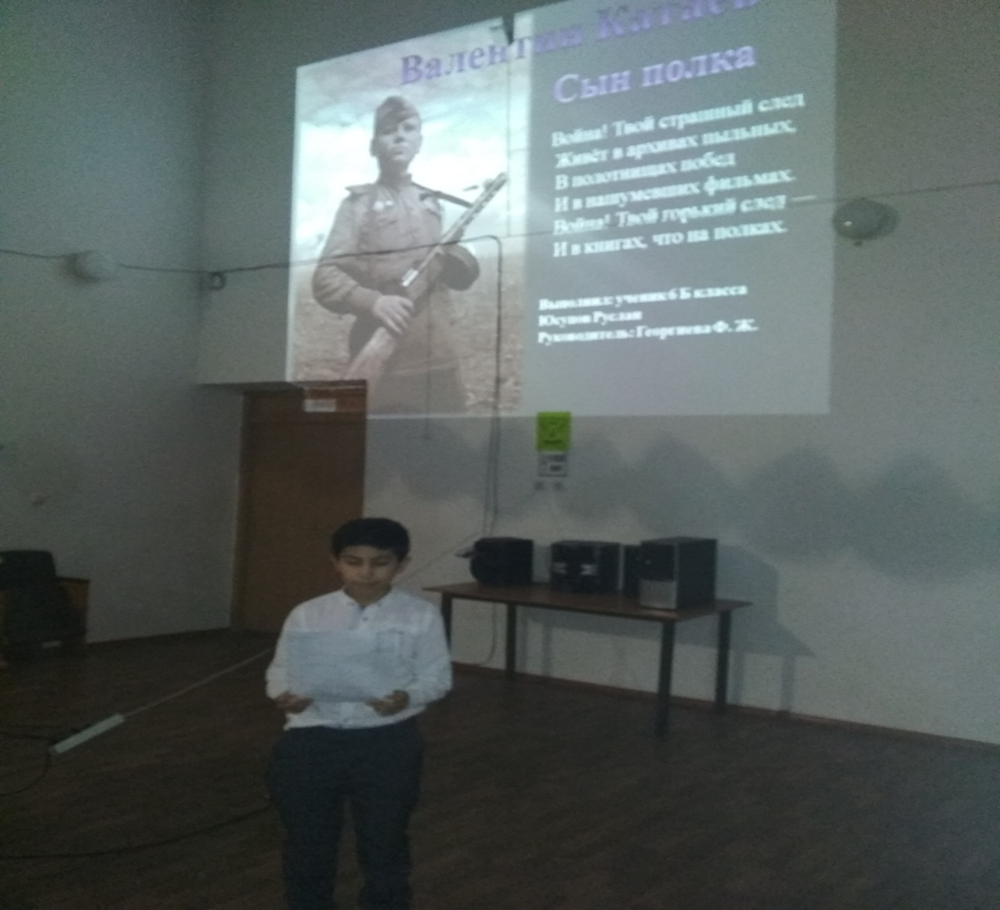 Валентин Катаев
Сын полка
Война! Твой страшный след
Живёт в архивах пыльных,
В полотнищах побед
И в нашумевших фильмах.
Война! Твой горький след —
И в книгах, что на полках.
Выполнил: ученик 6 Б класса
Юсупов Руслан
Руководитель: Георгиева Ф. Ж.